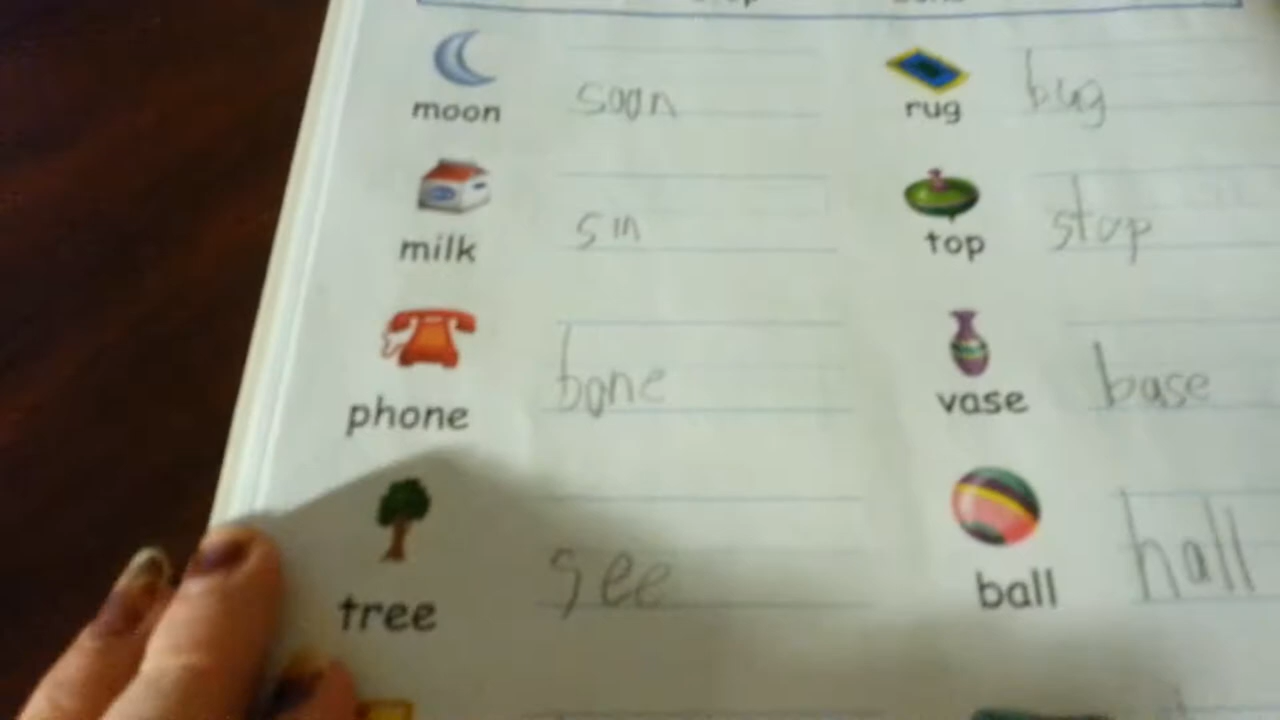 moon soon rug bug
milk sin top stop
phone bone vase base
tree see ball hall